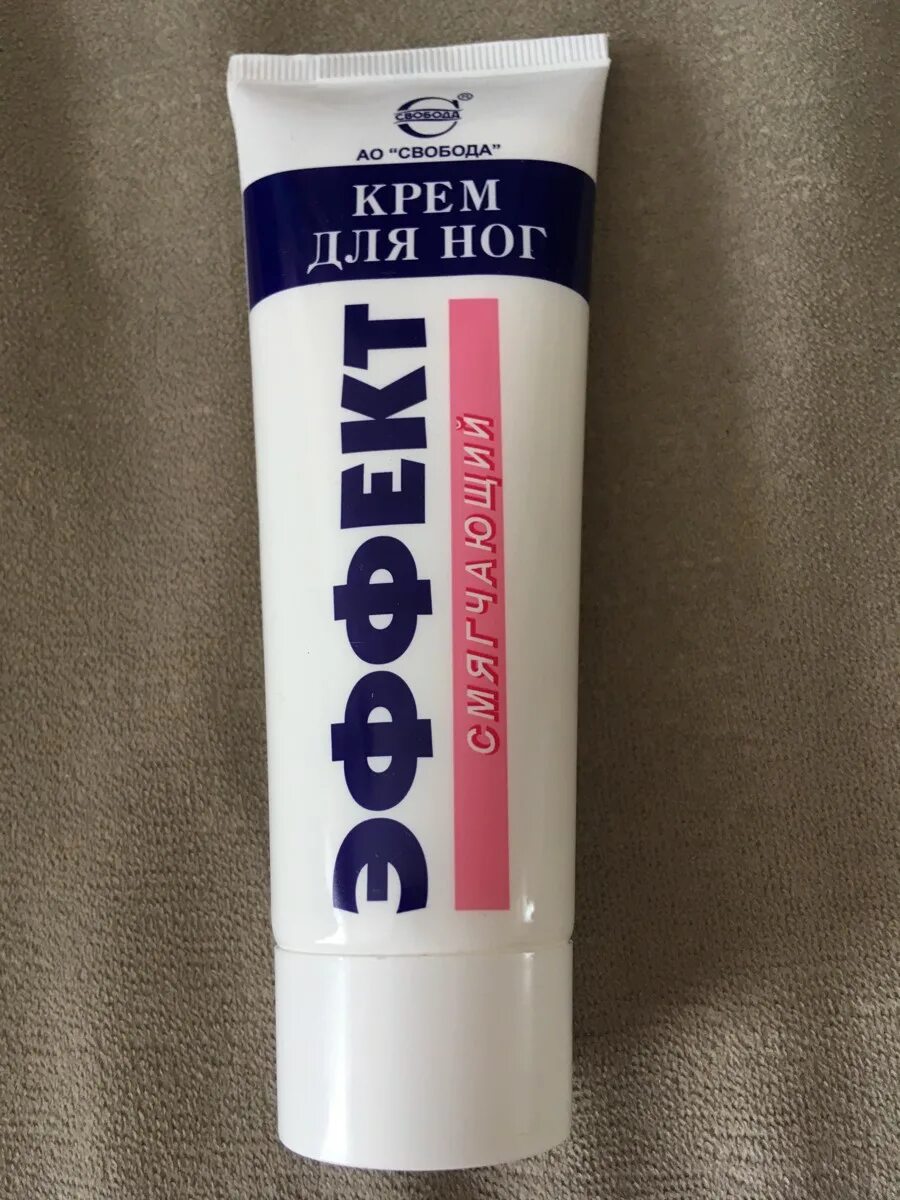 СВОБОДА ®
АО "СВОБОДА"
КРЕМ
ДЛЯ НОГ
ЭФФЕКТ
СМЯГЧАЮЩИЙ